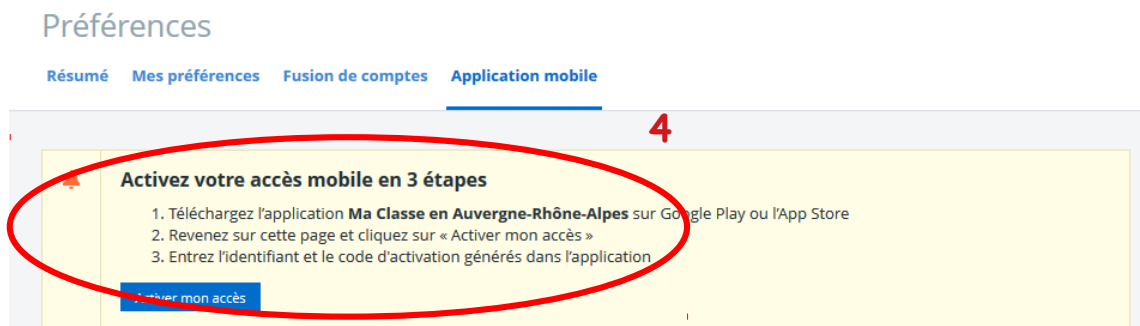 Préférences
Résumé Mes préférences Fusion de comptes Application mobile
4
Activez votre accès mobile en 3 étapes
1. Téléchargez l'application Ma Classe en Auvergne-Rhône-Alpes sur Google Play ou l'App Store
2. Revenez sur cette page et cliquez sur « Activer mon accès »
3. Entrez l'identifiant et le code d'activation générés dans l'application
Activer mon accès